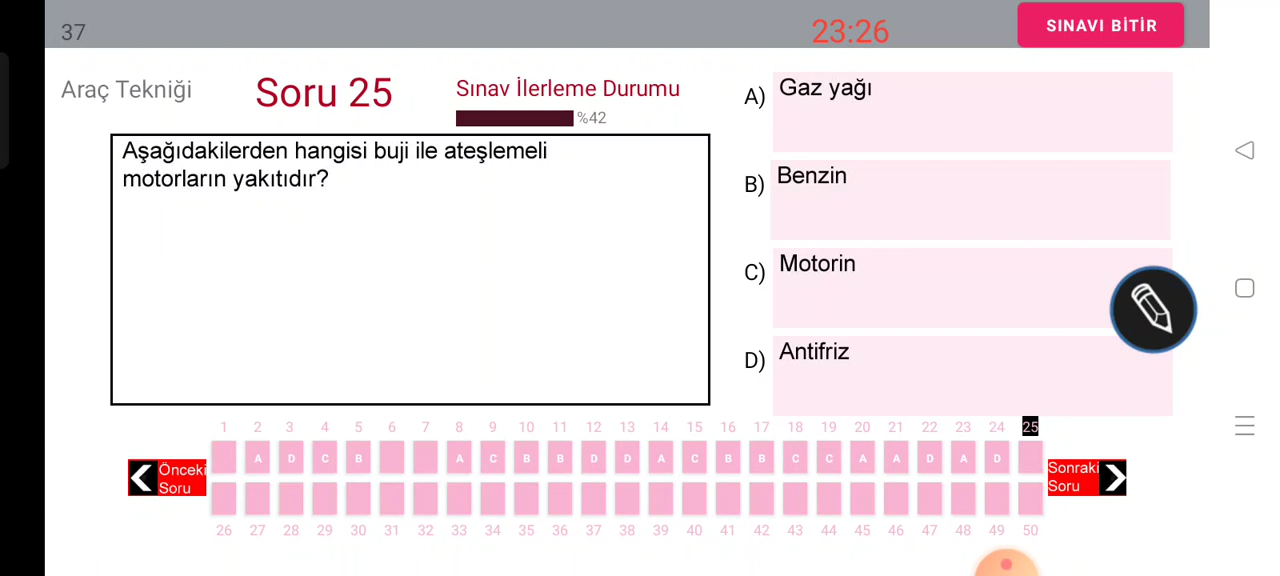 37
23:26
SINAVI BİTİR
Araç Tekniği
Soru 25
Sınav İlerleme Durumu
%42
Aşağıdakilerden hangisi buji ile ateşlemeli
motorların yakıtıdır?
A) Gaz yağı
B) Benzin
C) Motorin
D) Antifriz
1 2 3 4 5 6 7 8 9 10 11 12 13 14 15 16 17 18 19 20 21 22 23 24 25
A D C B A C B B D D A C B B C C A A D A D
Önceki
Soru
Sonraki
Soru
26 27 28 29 30 31 32 33 34 35 36 37 38 39 40 41 42 43 44 45 46 47 48 49 50